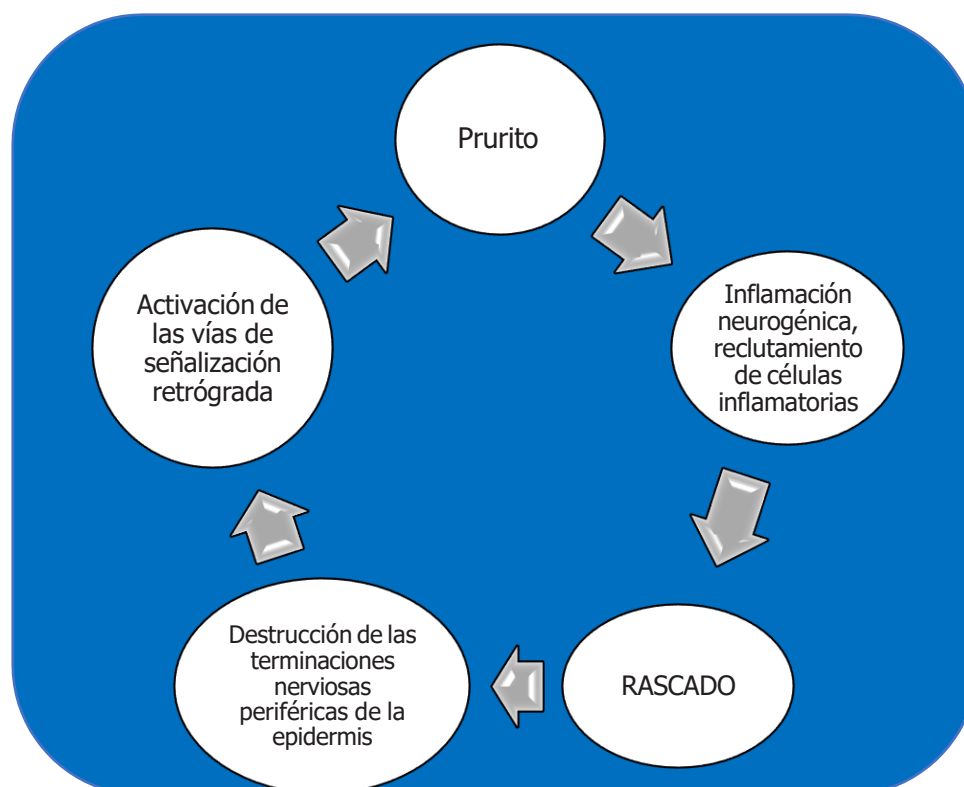 Prurito
Inflamación
neurogénica,
reclutamiento
de células
inflamatorias
RASCADO
Destrucción de las
terminaciones
nerviosas
periféricas de la
epidermis
Activación de
las vías de
señalización
retrógrada